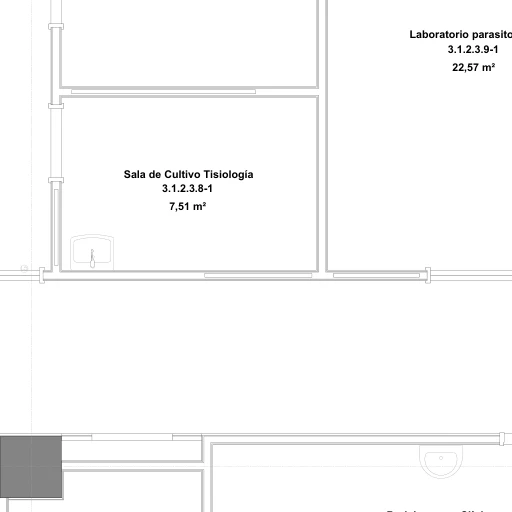 Laboratorio parasito
3.1.2.3.9-1
22,57 m²
Sala de Cultivo Tisiología
3.1.2.3.8-1
7,51 m²